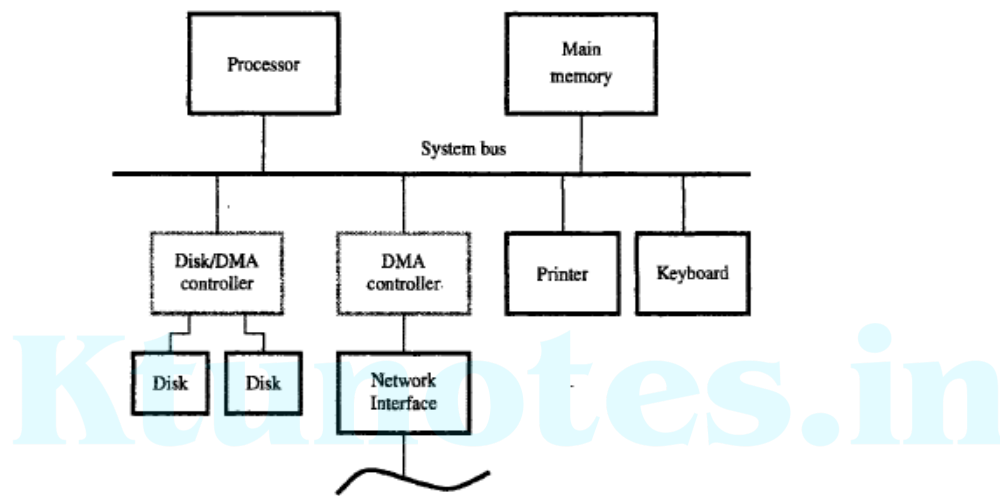 Processor
Main
memory
System bus
Disk/DMA
controller
DMA
controller
Printer
Keyboard
Disk
Disk
Network
Interface
Ktunotes.in